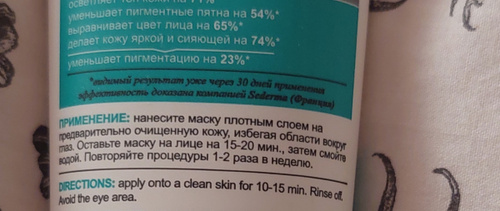 осветляет тон кожи на
уменьшает пигментные пятна на 54%*
выравнивает цвет лица на 65%*
делает кожу яркой и сияющей на 74%*
уменьшает пигментацию на 23%*
*видимый результат уже через 30 дней применения
эффективность доказана компанией Sederma (Франция)
ПРИМЕНЕНИЕ: нанесите маску плотным слоем на
предварительно очищенную кожу, избегая области вокруг
глаз. Оставьте маску на лице на 15-20 мин., затем смойте
водой. Повторяйте процедуры 1-2 раза в неделю.
DIRECTIONS: apply onto a clean skin for 10-15 min. Rinse off.
Avoid the eye area.